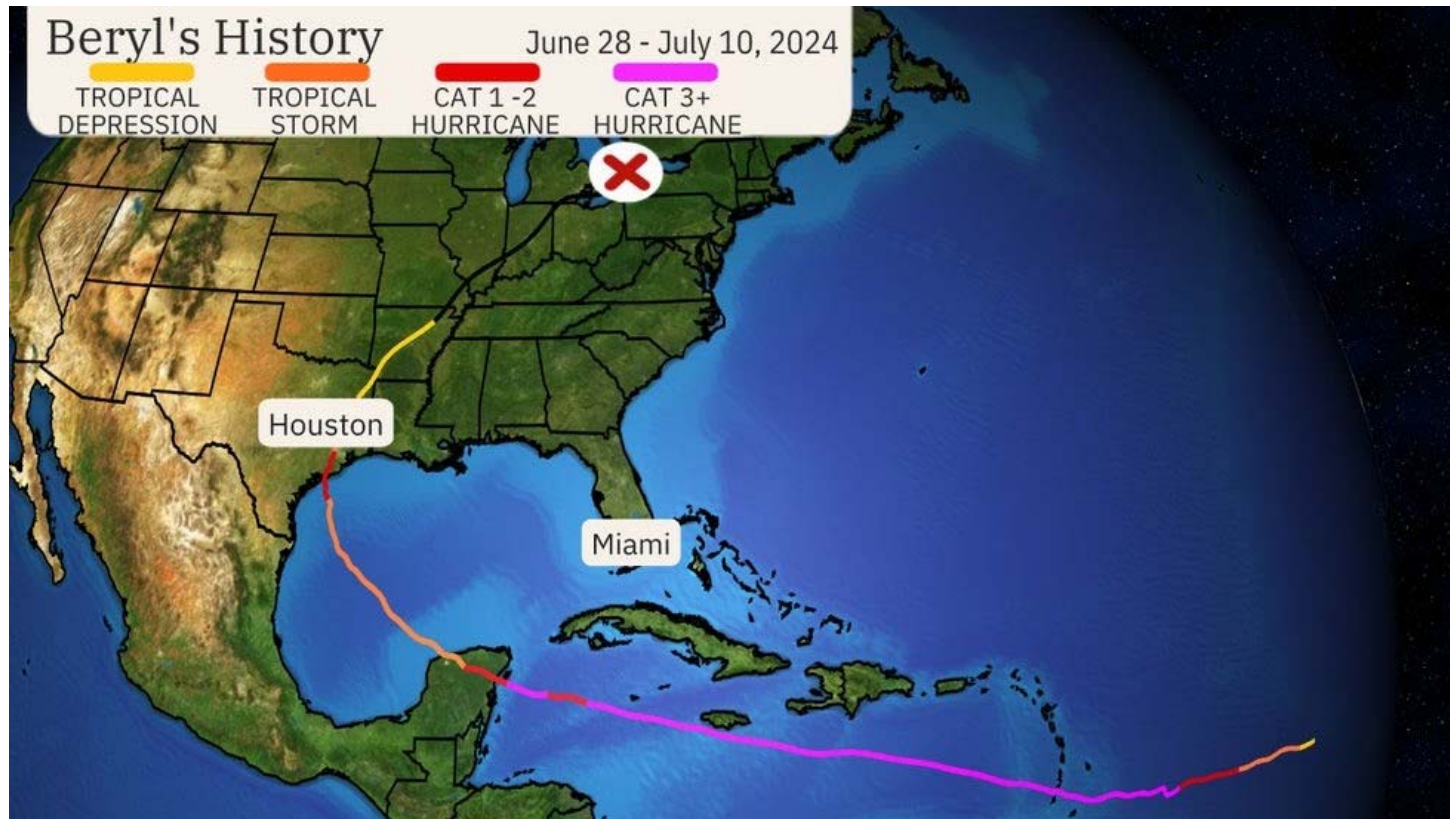 Beryl's History
June 28 - July 10, 2024
TROPICAL DEPRESSION
TROPICAL STORM
CAT 1 -2 HURRICANE
CAT 3+ HURRICANE
Houston
Miami